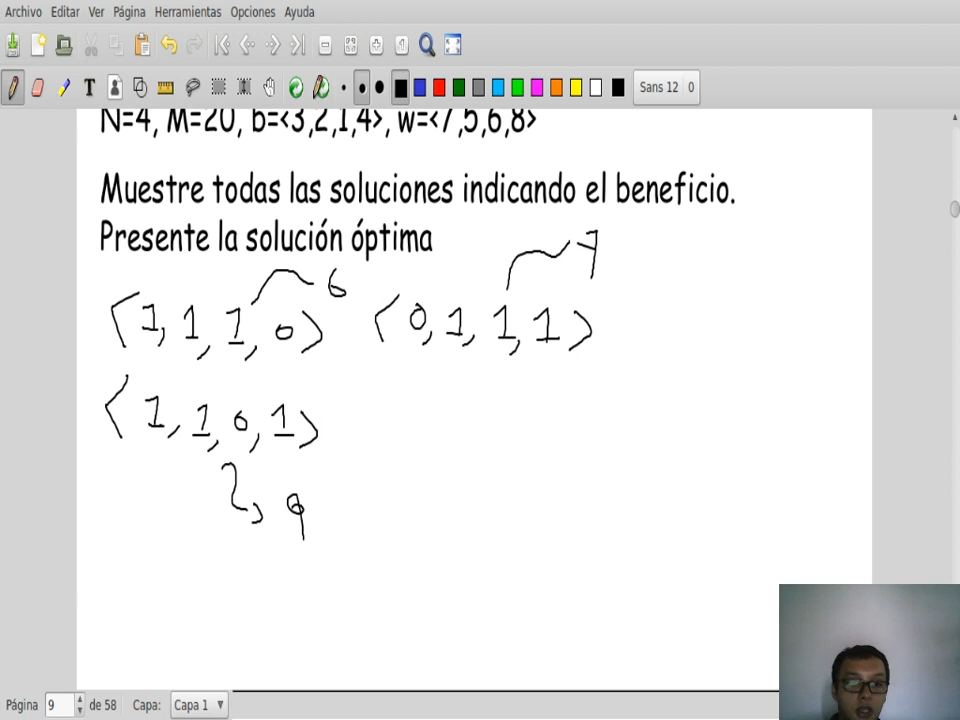 Archivo Editar Ver Página Herramientas Opciones Ayuda
Sans 12 0
N=4, M=20, b=<3,2,1,4>, w=<7,5,6,8>
Muestre todas las soluciones indicando el beneficio.
Presente la solución óptima
6 7
<1, 1, 1, 0> <0, 1, 1, 1>
<1, 1, 0, 1>
9
Página 9 de 58 Capa: Capa 1